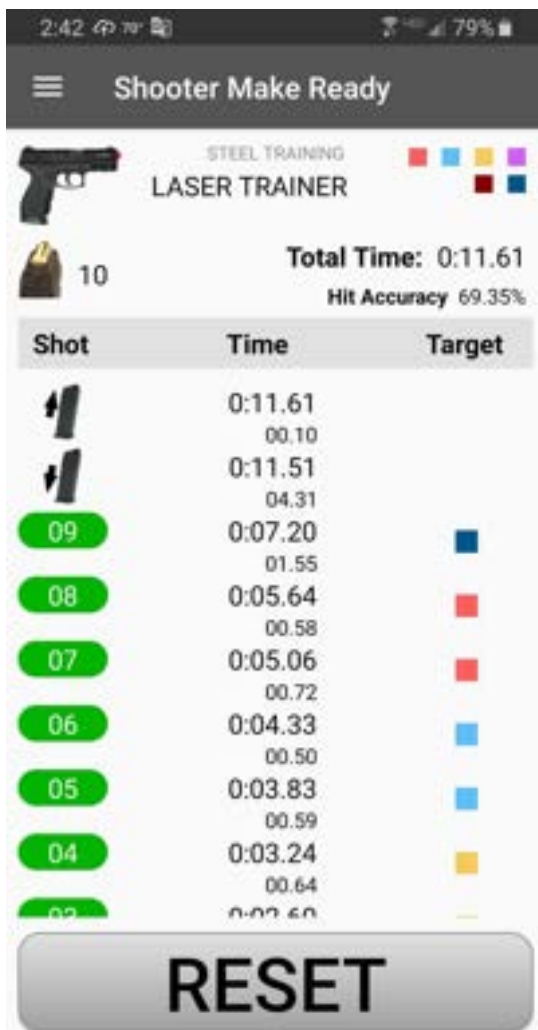 2:42 79%
Shooter Make Ready
STEEL TRAINING
LASER TRAINER
10
Total Time: 0:11.61
Hit Accuracy 69.35%
Shot Time Target
0:11.61
00.10
0:11.51
04.31
09 0:07.20
01.55
08 0:05.64
00.58
07 0:05.06
00.72
06 0:04.33
00.50
05 0:03.83
00.59
04 0:03.24
00.64
RESET